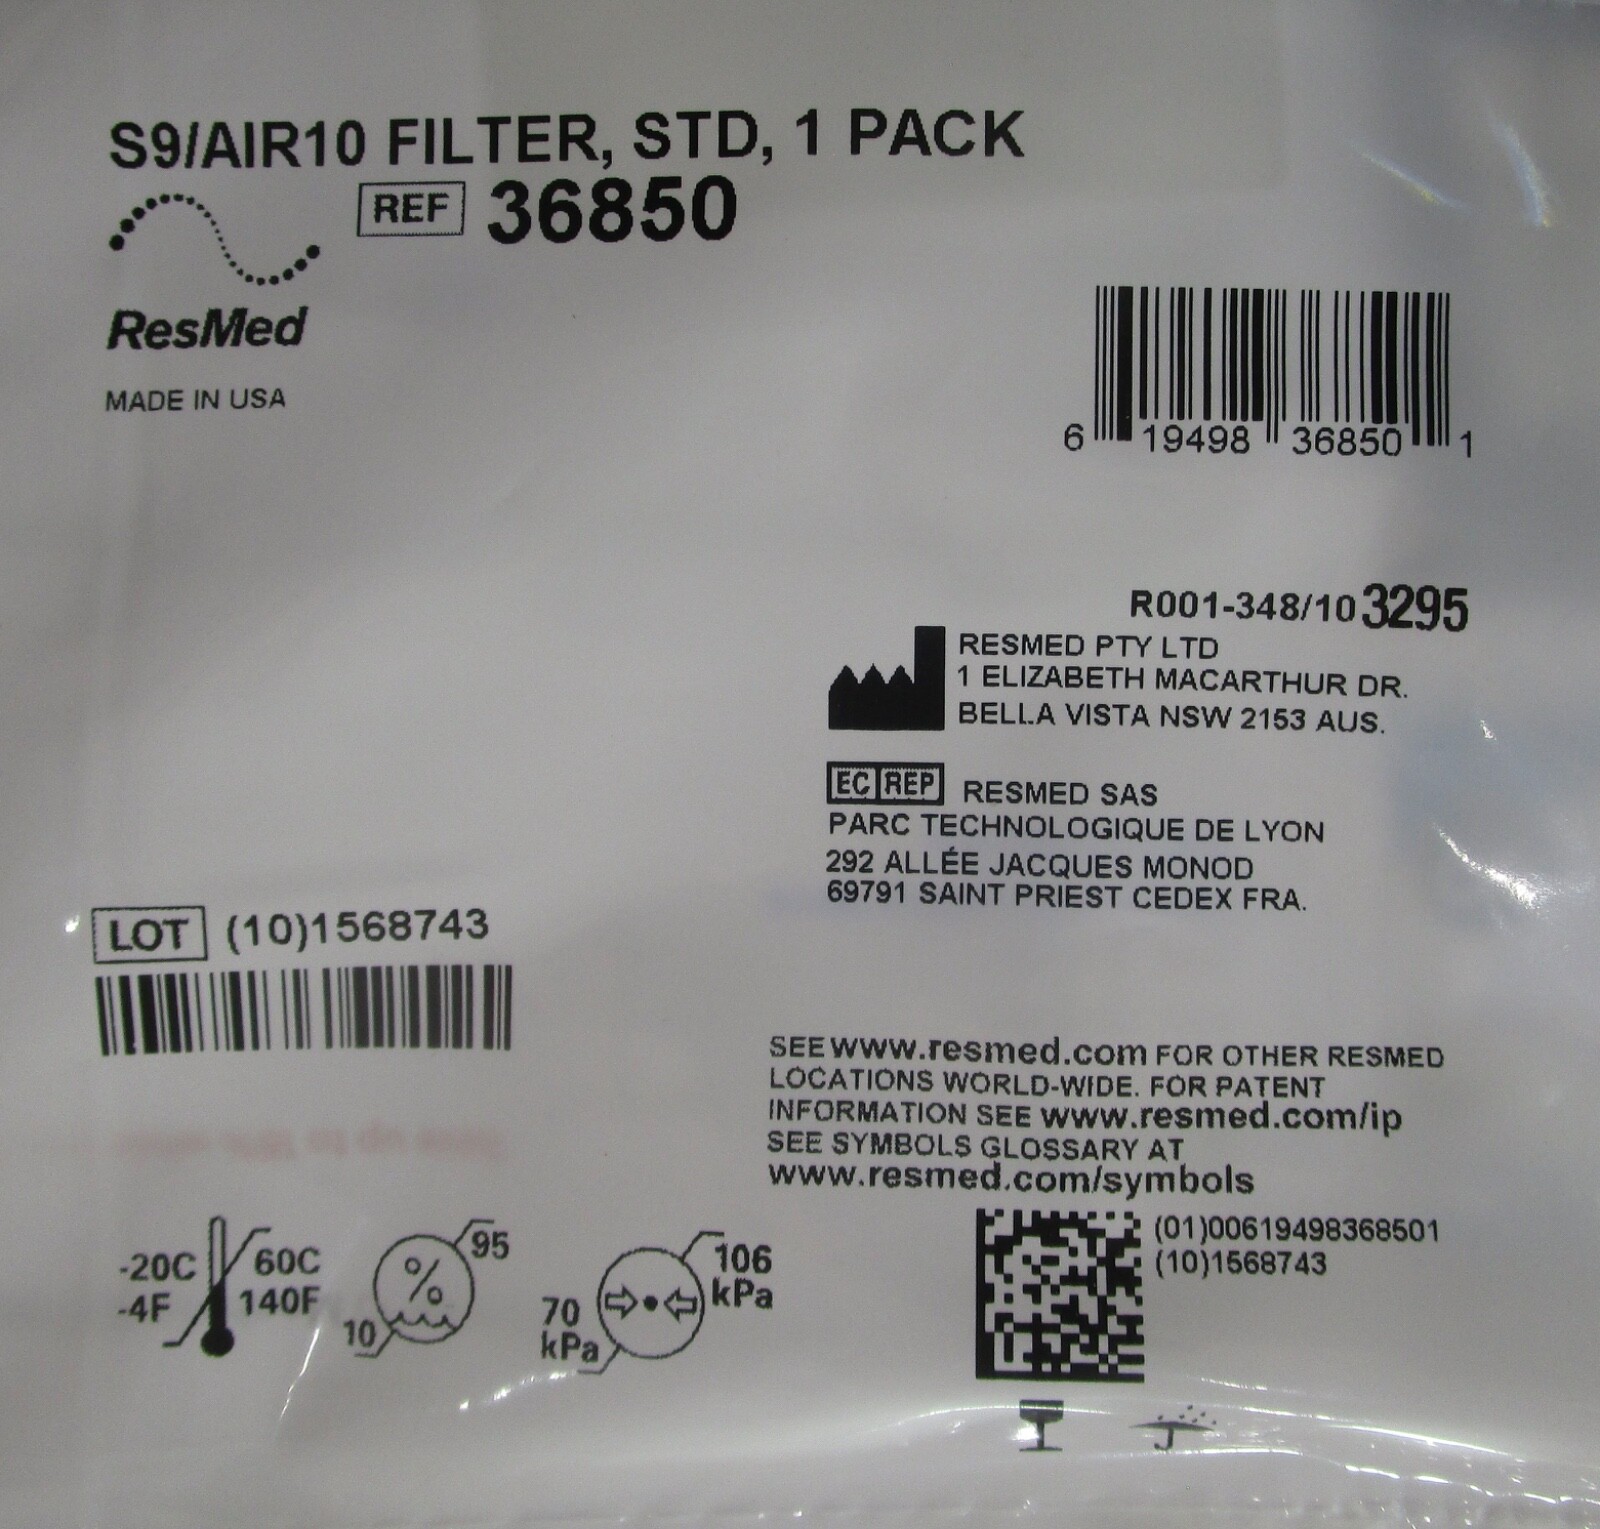 S9/AIR10 FILTER, STD, 1 PACK
REF 36850
ResMed
MADE IN USA
6 19498 36850 1
R001-348/10 3295
RESMED PTY LTD
1 ELIZABETH MACARTHUR DR.
BELLA VISTA NSW 2153 AUS.
EC REP RESMED SAS
PARC TECHNOLOGIQUE DE LYON
292 ALLÉE JACQUES MONOD
69791 SAINT PRIEST CEDEX FRA.
LOT (10)1568743
SEE www.resmed.com FOR OTHER RESMED
LOCATIONS WORLD-WIDE. FOR PATENT
INFORMATION SEE www.resmed.com/ip
SEE SYMBOLS GLOSSARY AT
www.resmed.com/symbols
-20C 60C
-4F 140F
% 95
10
106
kPa
70
kPa
(01)00619498368501
(10)1568743